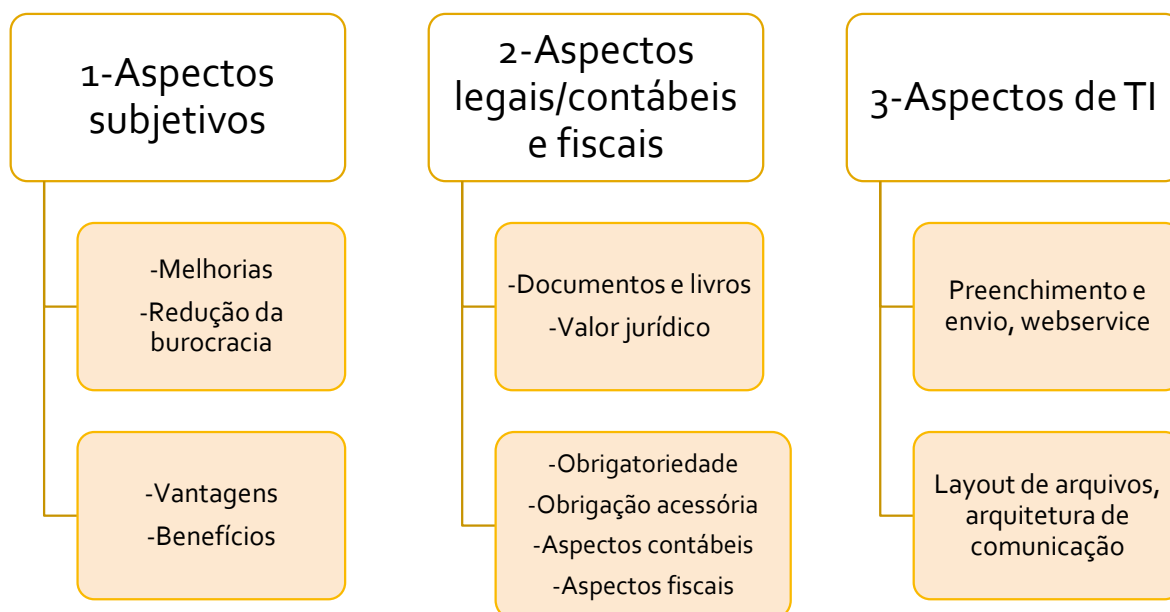 1-Aspectos
subjetivos
-Melhorias
-Redução da
burocracia
-Vantagens
-Benefícios
2-Aspectos
legais/contábeis
e fiscais
-Documentos e livros
-Valor jurídico
-Obrigatoriedade
-Obrigação acessória
-Aspectos contábeis
-Aspectos fiscais
3-Aspectos de TI
Preenchimento e
envio, webservice
Layout de arquivos,
arquitetura de
comunicação